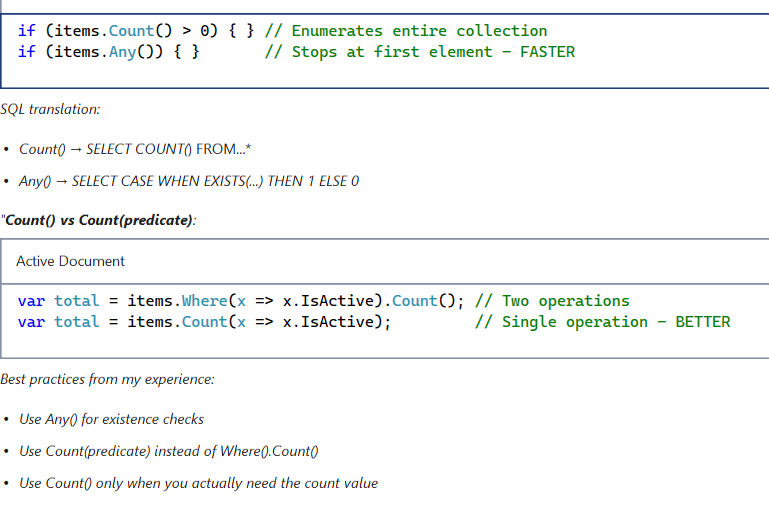 if (items.Count() > 0) { } // Enumerates entire collection
if (items.Any()) { }       // Stops at first element – FASTER
SQL translation:
• Count() → SELECT COUNT() FROM...*
• Any() → SELECT CASE WHEN EXISTS(...) THEN 1 ELSE 0
"Count() vs Count(predicate):
Active Document
var total = items.Where(x => x.IsActive).Count(); // Two operations
var total = items.Count(x => x.IsActive);         // Single operation – BETTER
Best practices from my experience:
• Use Any() for existence checks
• Use Count(predicate) instead of Where().Count()
• Use Count() only when you actually need the count value